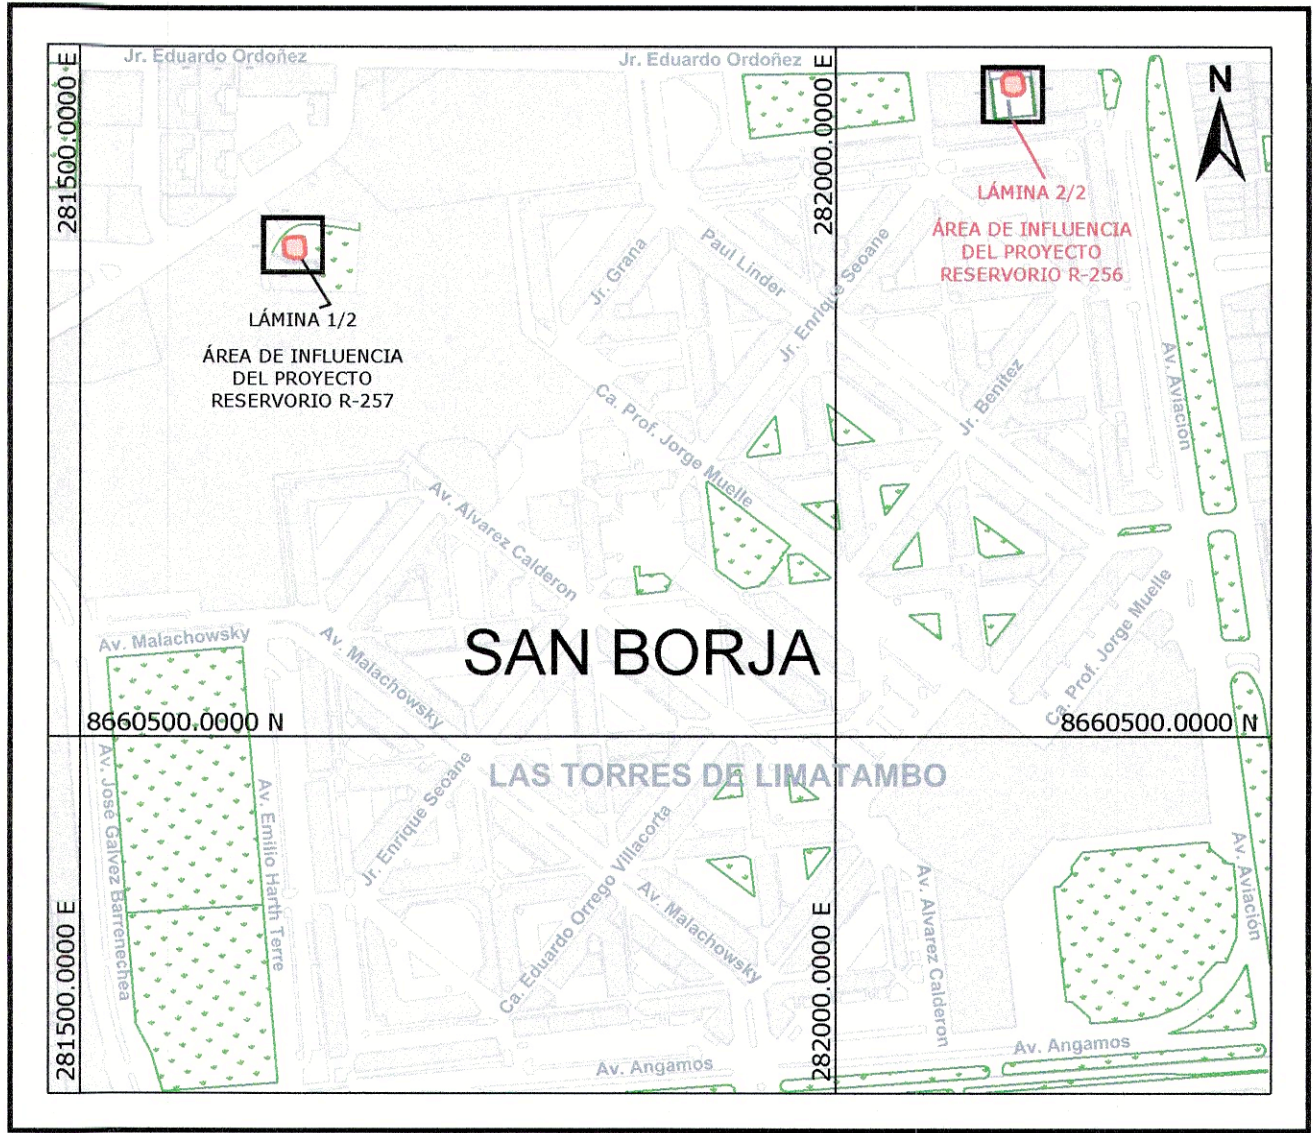 Jr. Eduardo Ordoñez
Jr. Eduardo Ordoñez
281500.0000 E
282000.0000 E
N
LÁMINA 2/2
ÁREA DE INFLUENCIA
DEL PROYECTO
RESERVORIO R-256
LÁMINA 1/2
ÁREA DE INFLUENCIA
DEL PROYECTO
RESERVORIO R-257
Jr. Grana
Paul Linder
Jr. Enrique Seoane
Av. Aviación
Jr. Benitez
Ca. Prof. Jorge Muelle
Av. Alvarez Calderon
Ca. Prof. Jorge Muelle
Av. Malachowsky
Av. Malachowsky
SAN BORJA
8660500.0000 N
8660500.0000 N
LAS TORRES DE LIMATAMBO
Av. José Galvez Barrenechea
Av. Emilio Harth Terre
Jr. Enrique Seoane
Ca. Eduardo Orrego Villacorta
Av. Malachowsky
Av. Alvarez Calderon
Av. Aviación
281500.0000 E
282000.0000 E
Av. Angamos
Av. Angamos